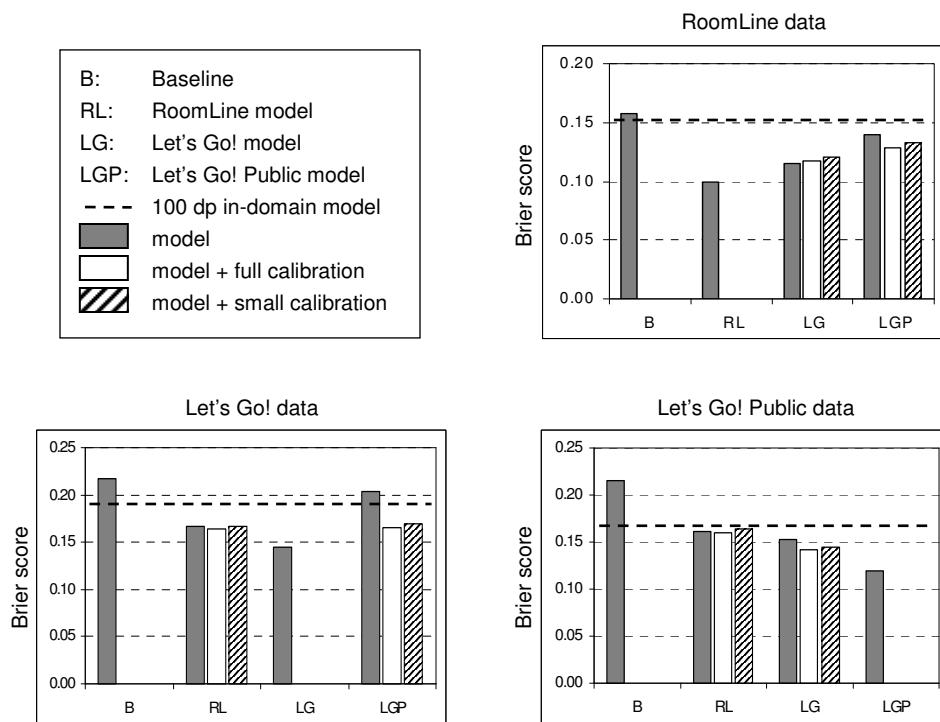 B: Baseline
RL: RoomLine model
LG: Let's Go! model
LGP: Let's Go! Public model
100 dp in-domain model
model
model + full calibration
model + small calibration
RoomLine data
Brier score
0.20
0.15
0.10
0.05
0.00
B RL LG LGP
Let's Go! data
Brier score
0.25
0.20
0.15
0.10
0.05
0.00
B RL LG LGP
Let's Go! Public data
Brier score
0.25
0.20
0.15
0.10
0.05
0.00
B RL LG LGP